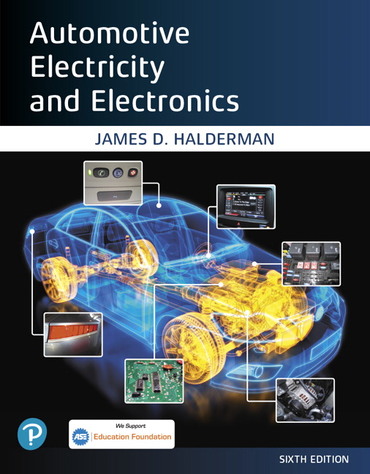 Automotive
Electricity
and Electronics
JAMES D. HALDERMAN
We Support
ASE Education Foundation
P
SIXTH EDITION